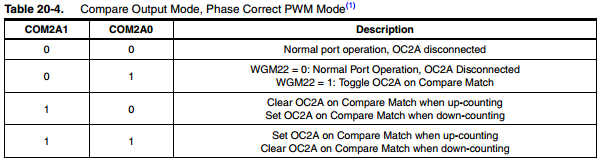 Table 20-4. Compare Output Mode, Phase Correct PWM Mode(1)
COM2A1 COM2A0 Description
0 0 Normal port operation, OC2A disconnected
0 1 WGM22 = 0: Normal Port Operation, OC2A Disconnected
WGM22 = 1: Toggle OC2A on Compare Match
1 0 Clear OC2A on Compare Match when up-counting
Set OC2A on Compare Match when down-counting
1 1 Set OC2A on Compare Match when up-counting
Clear OC2A on Compare Match when down-counting